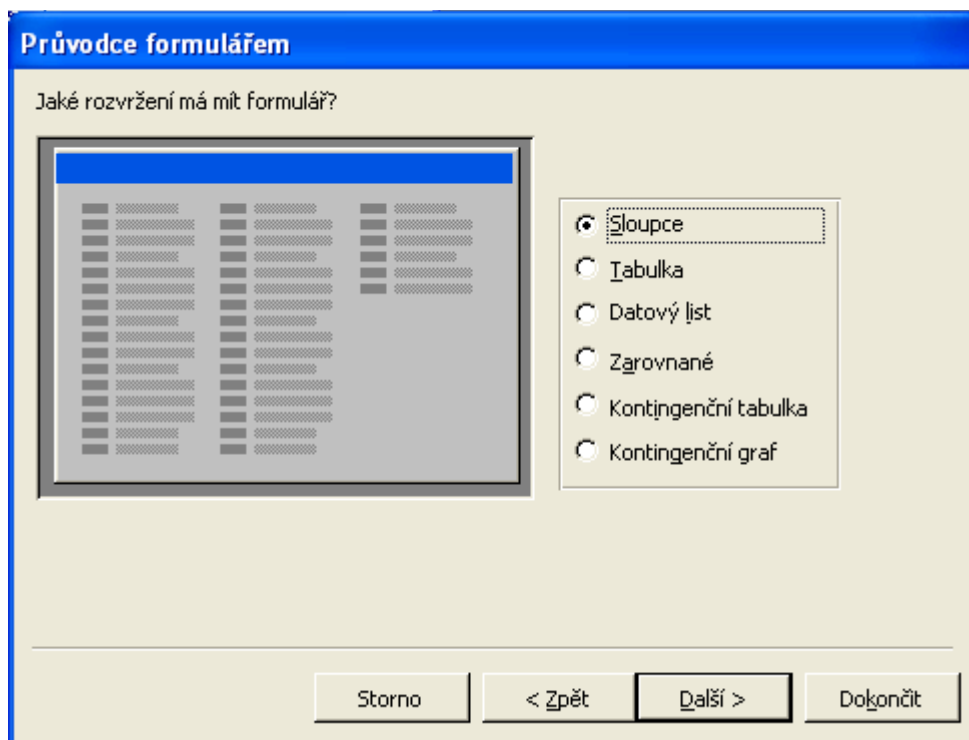 Průvodce formulářem
Jaké rozvržení má mít formulář?
Sloupce
Tabulka
Datový list
Zarovnané
Kontingenční tabulka
Kontingenční graf
Storno
< Zpět
Další >
Dokončit